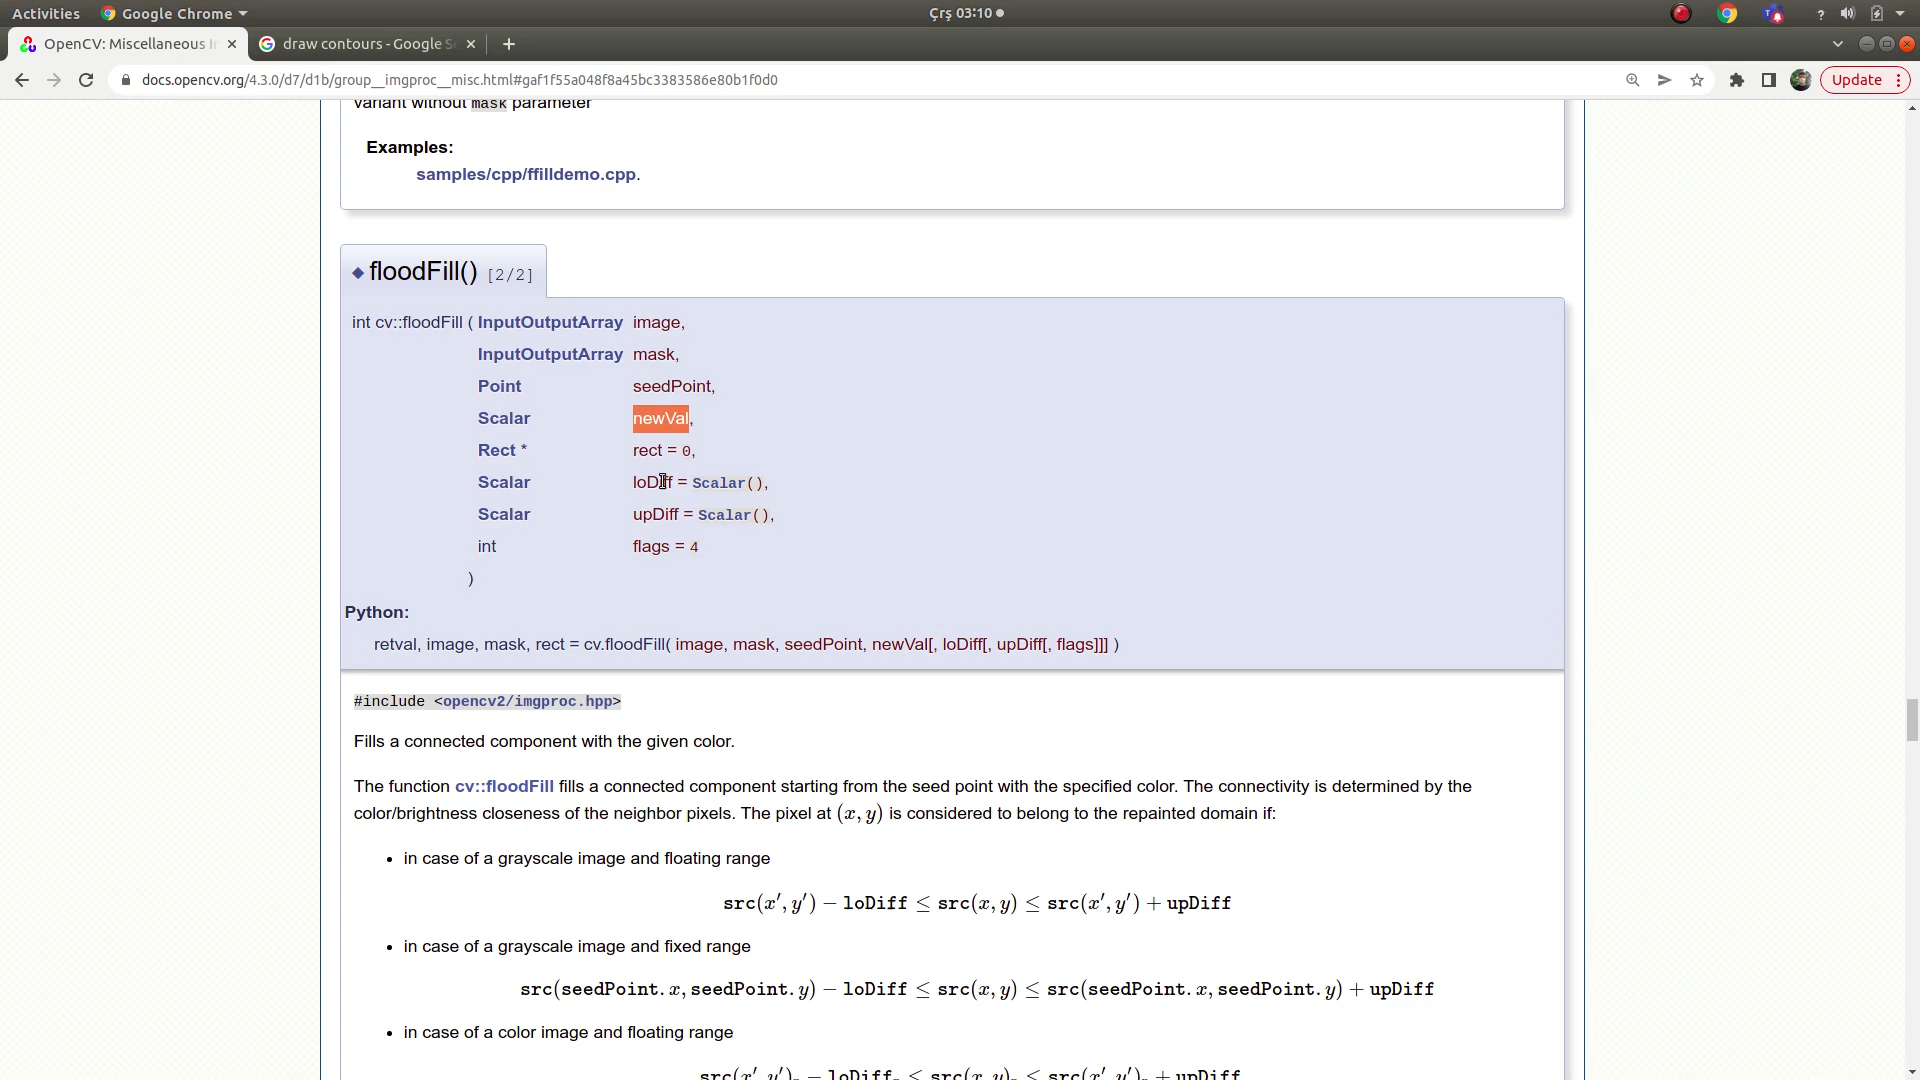 Activities Google Chrome Çrş 03:10 ?
OpenCV: Miscellaneous I draw contours - Google S
docs.opencv.org/4.3.0/d7/d1b/group__imgproc__misc.html#gaf1f55a048f8a45bc3383586e80b1f0d0 Update
variant without mask parameter
Examples:
samples/cpp/ffilldemo.cpp.
◆ floodFill() [2/2]
int cv::floodFill ( InputOutputArray image,
InputOutputArray mask,
Point seedPoint,
Scalar newVal,
Rect * rect = 0,
Scalar loDiff = Scalar(),
Scalar upDiff = Scalar(),
int flags = 4
)
Python:
retval, image, mask, rect = cv.floodFill( image, mask, seedPoint, newVal[, loDiff[, upDiff[, flags]]] )
#include <opencv2/imgproc.hpp>
Fills a connected component with the given color.
The function cv::floodFill fills a connected component starting from the seed point with the specified color. The connectivity is determined by the
color/brightness closeness of the neighbor pixels. The pixel at (x, y) is considered to belong to the repainted domain if:
• in case of a grayscale image and floating range
src(x′, y′) − loDiff ≤ src(x, y) ≤ src(x′, y′) + upDiff
• in case of a grayscale image and fixed range
src(seedPoint.x, seedPoint.y) − loDiff ≤ src(x, y) ≤ src(seedPoint.x, seedPoint.y) + upDiff
• in case of a color image and floating range